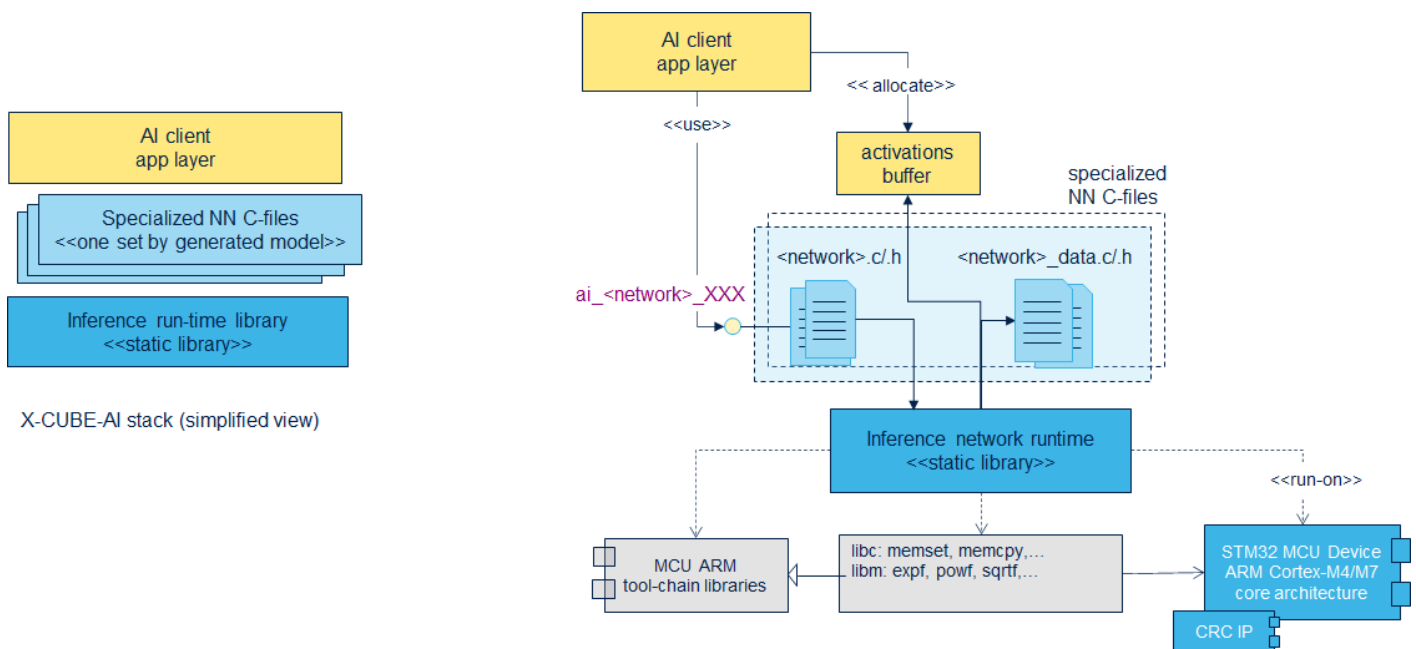 AI client
app layer
Specialized NN C-files
<<one set by generated model>>
Inference run-time library
<<static library>>
X-CUBE-AI stack (simplified view)
AI client
app layer
<< allocate>>
<<use>>
activations
buffer
specialized
NN C-files
<network>.c/.h
<network>_data.c/.h
ai_<network>_XXX
Inference network runtime
<<static library>>
<<run-on>>
MCU ARM
tool-chain libraries
libc: memset, memcpy,...
libm: expf, powf, sqrtf,...
STM32 MCU Device
ARM Cortex-M4/M7
core architecture
CRC IP